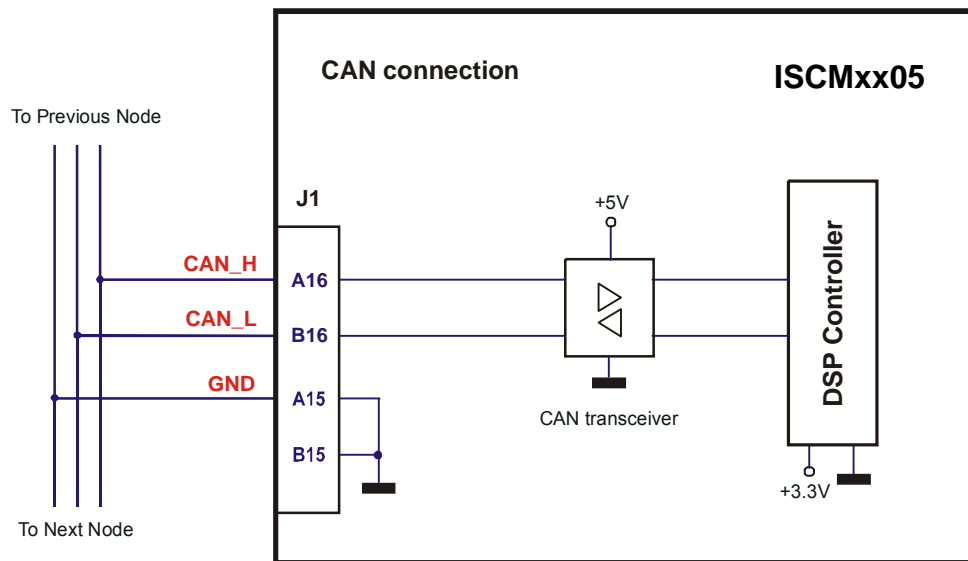 CAN connection
ISCMxx05
To Previous Node
J1
+5V
CAN_H
A16
CAN_L
B16
GND
A15
B15
CAN transceiver
DSP Controller
+3.3V
To Next Node